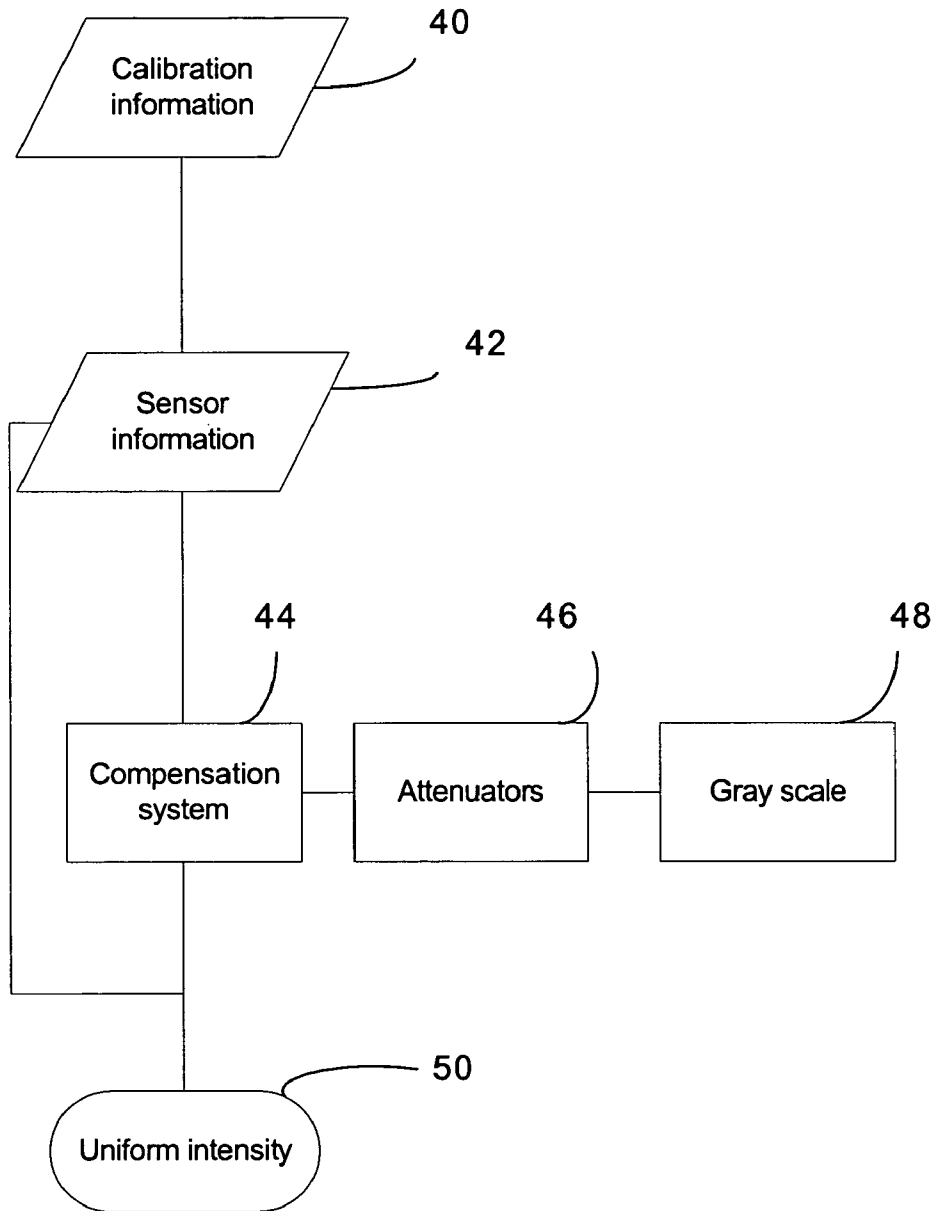 40
Calibration
information
42
Sensor
information
44
46
48
Compensation
system
Attenuators
Gray scale
50
Uniform intensity